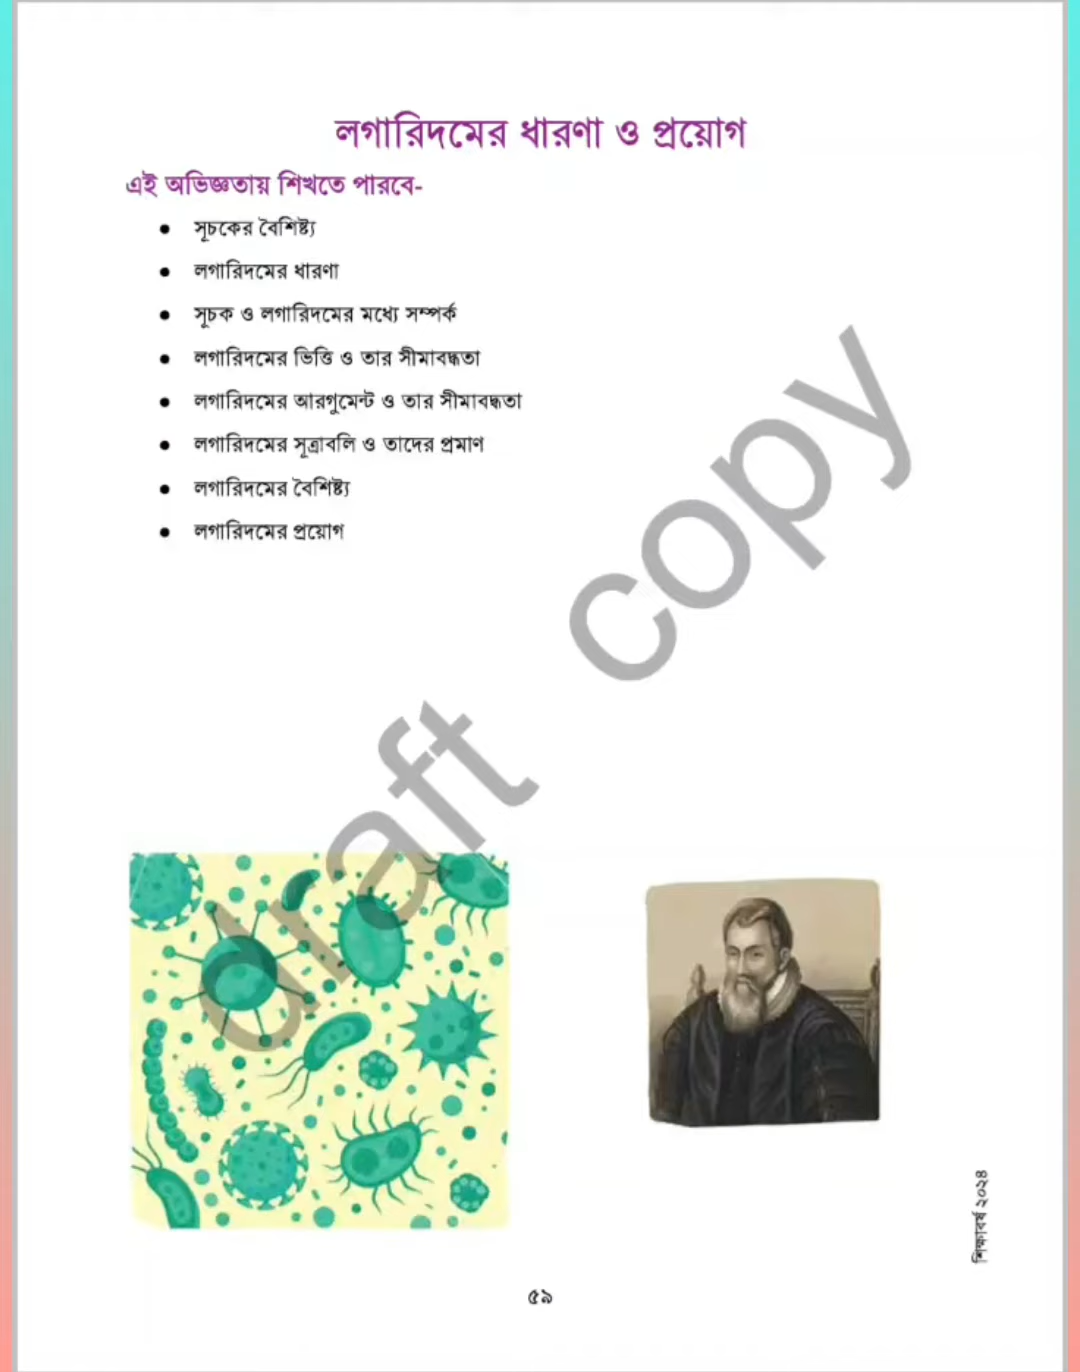 লগারিদমের ধারণা ও প্রয়োগ
এই অভিজ্ঞতায় শিখতে পারবে-
● সূচকের বৈশিষ্ট্য
● লগারিদমের ধারণা
● সূচক ও লগারিদমের মধ্যে সম্পর্ক
● লগারিদমের ভিত্তি ও তার সীমাবদ্ধতা
● লগারিদমের আরগুমেন্ট ও তার সীমাবদ্ধতা
● লগারিদমের সূত্রাবলি ও তাদের প্রমাণ
● লগারিদমের বৈশিষ্ট্য
● লগারিদমের প্রয়োগ
draft copy
শিক্ষাবর্ষ ২০২৪
৫৯